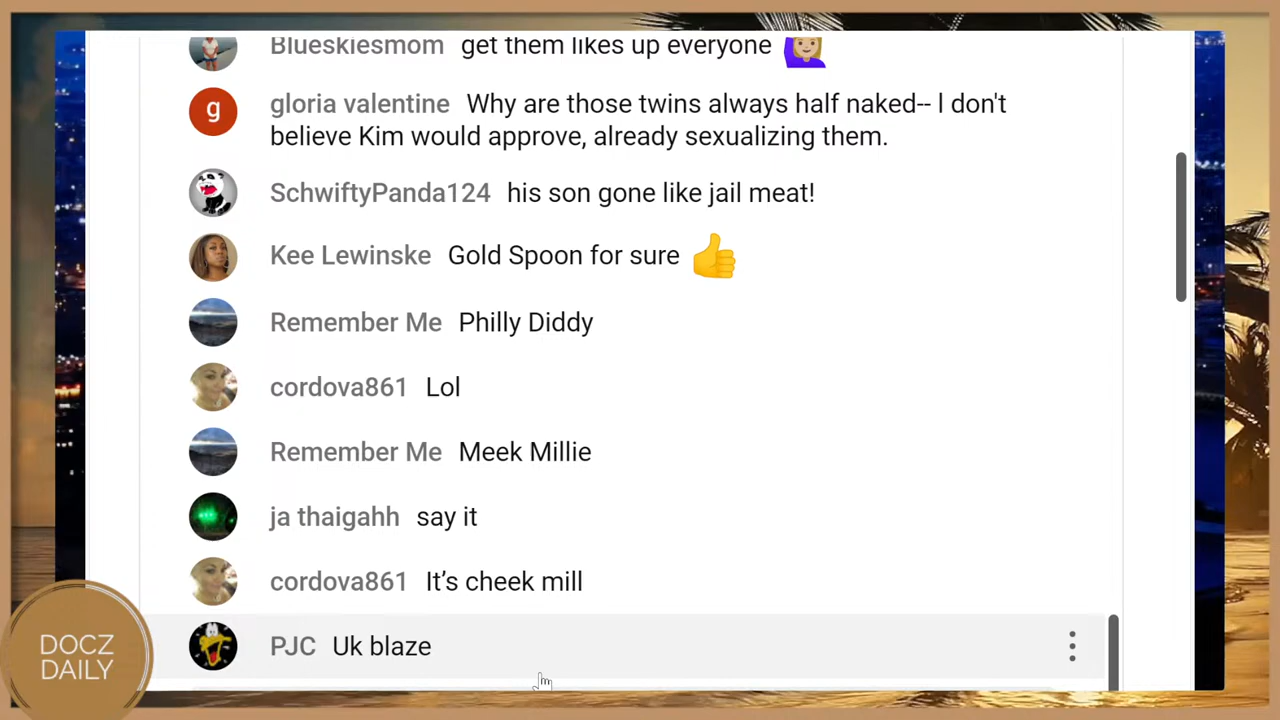 Blueskiesmom get them likes up everyone
g gloria valentine Why are those twins always half naked-- I don't
believe Kim would approve, already sexualizing them.
SchwiftyPanda124 his son gone like jail meat!
Kee Lewinske Gold Spoon for sure
Remember Me Philly Diddy
cordova861 Lol
Remember Me Meek Millie
ja thaigahh say it
cordova861 It’s cheek mill
PJC Uk blaze
DOCZ
DAILY